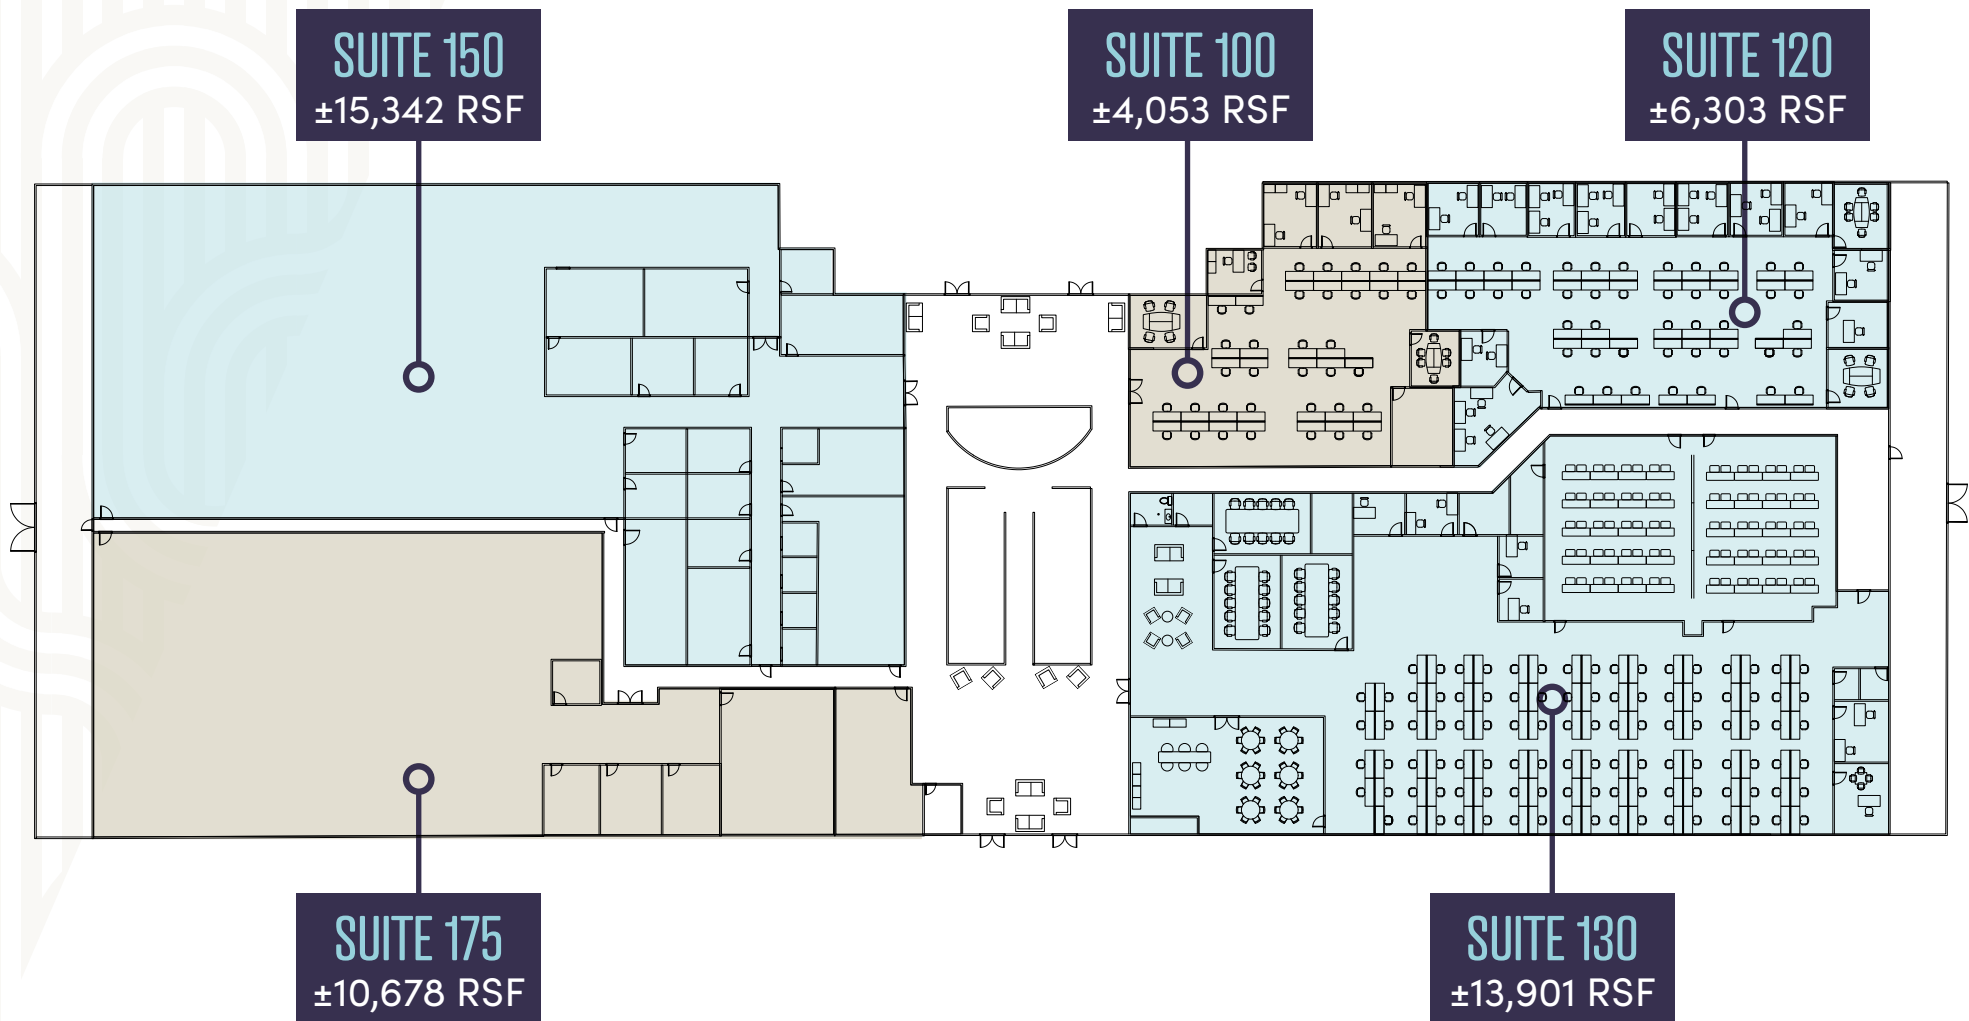 SUITE 150
±15,342 RSF
SUITE 100
±4,053 RSF
SUITE 120
±6,303 RSF
SUITE 175
±10,678 RSF
SUITE 130
±13,901 RSF